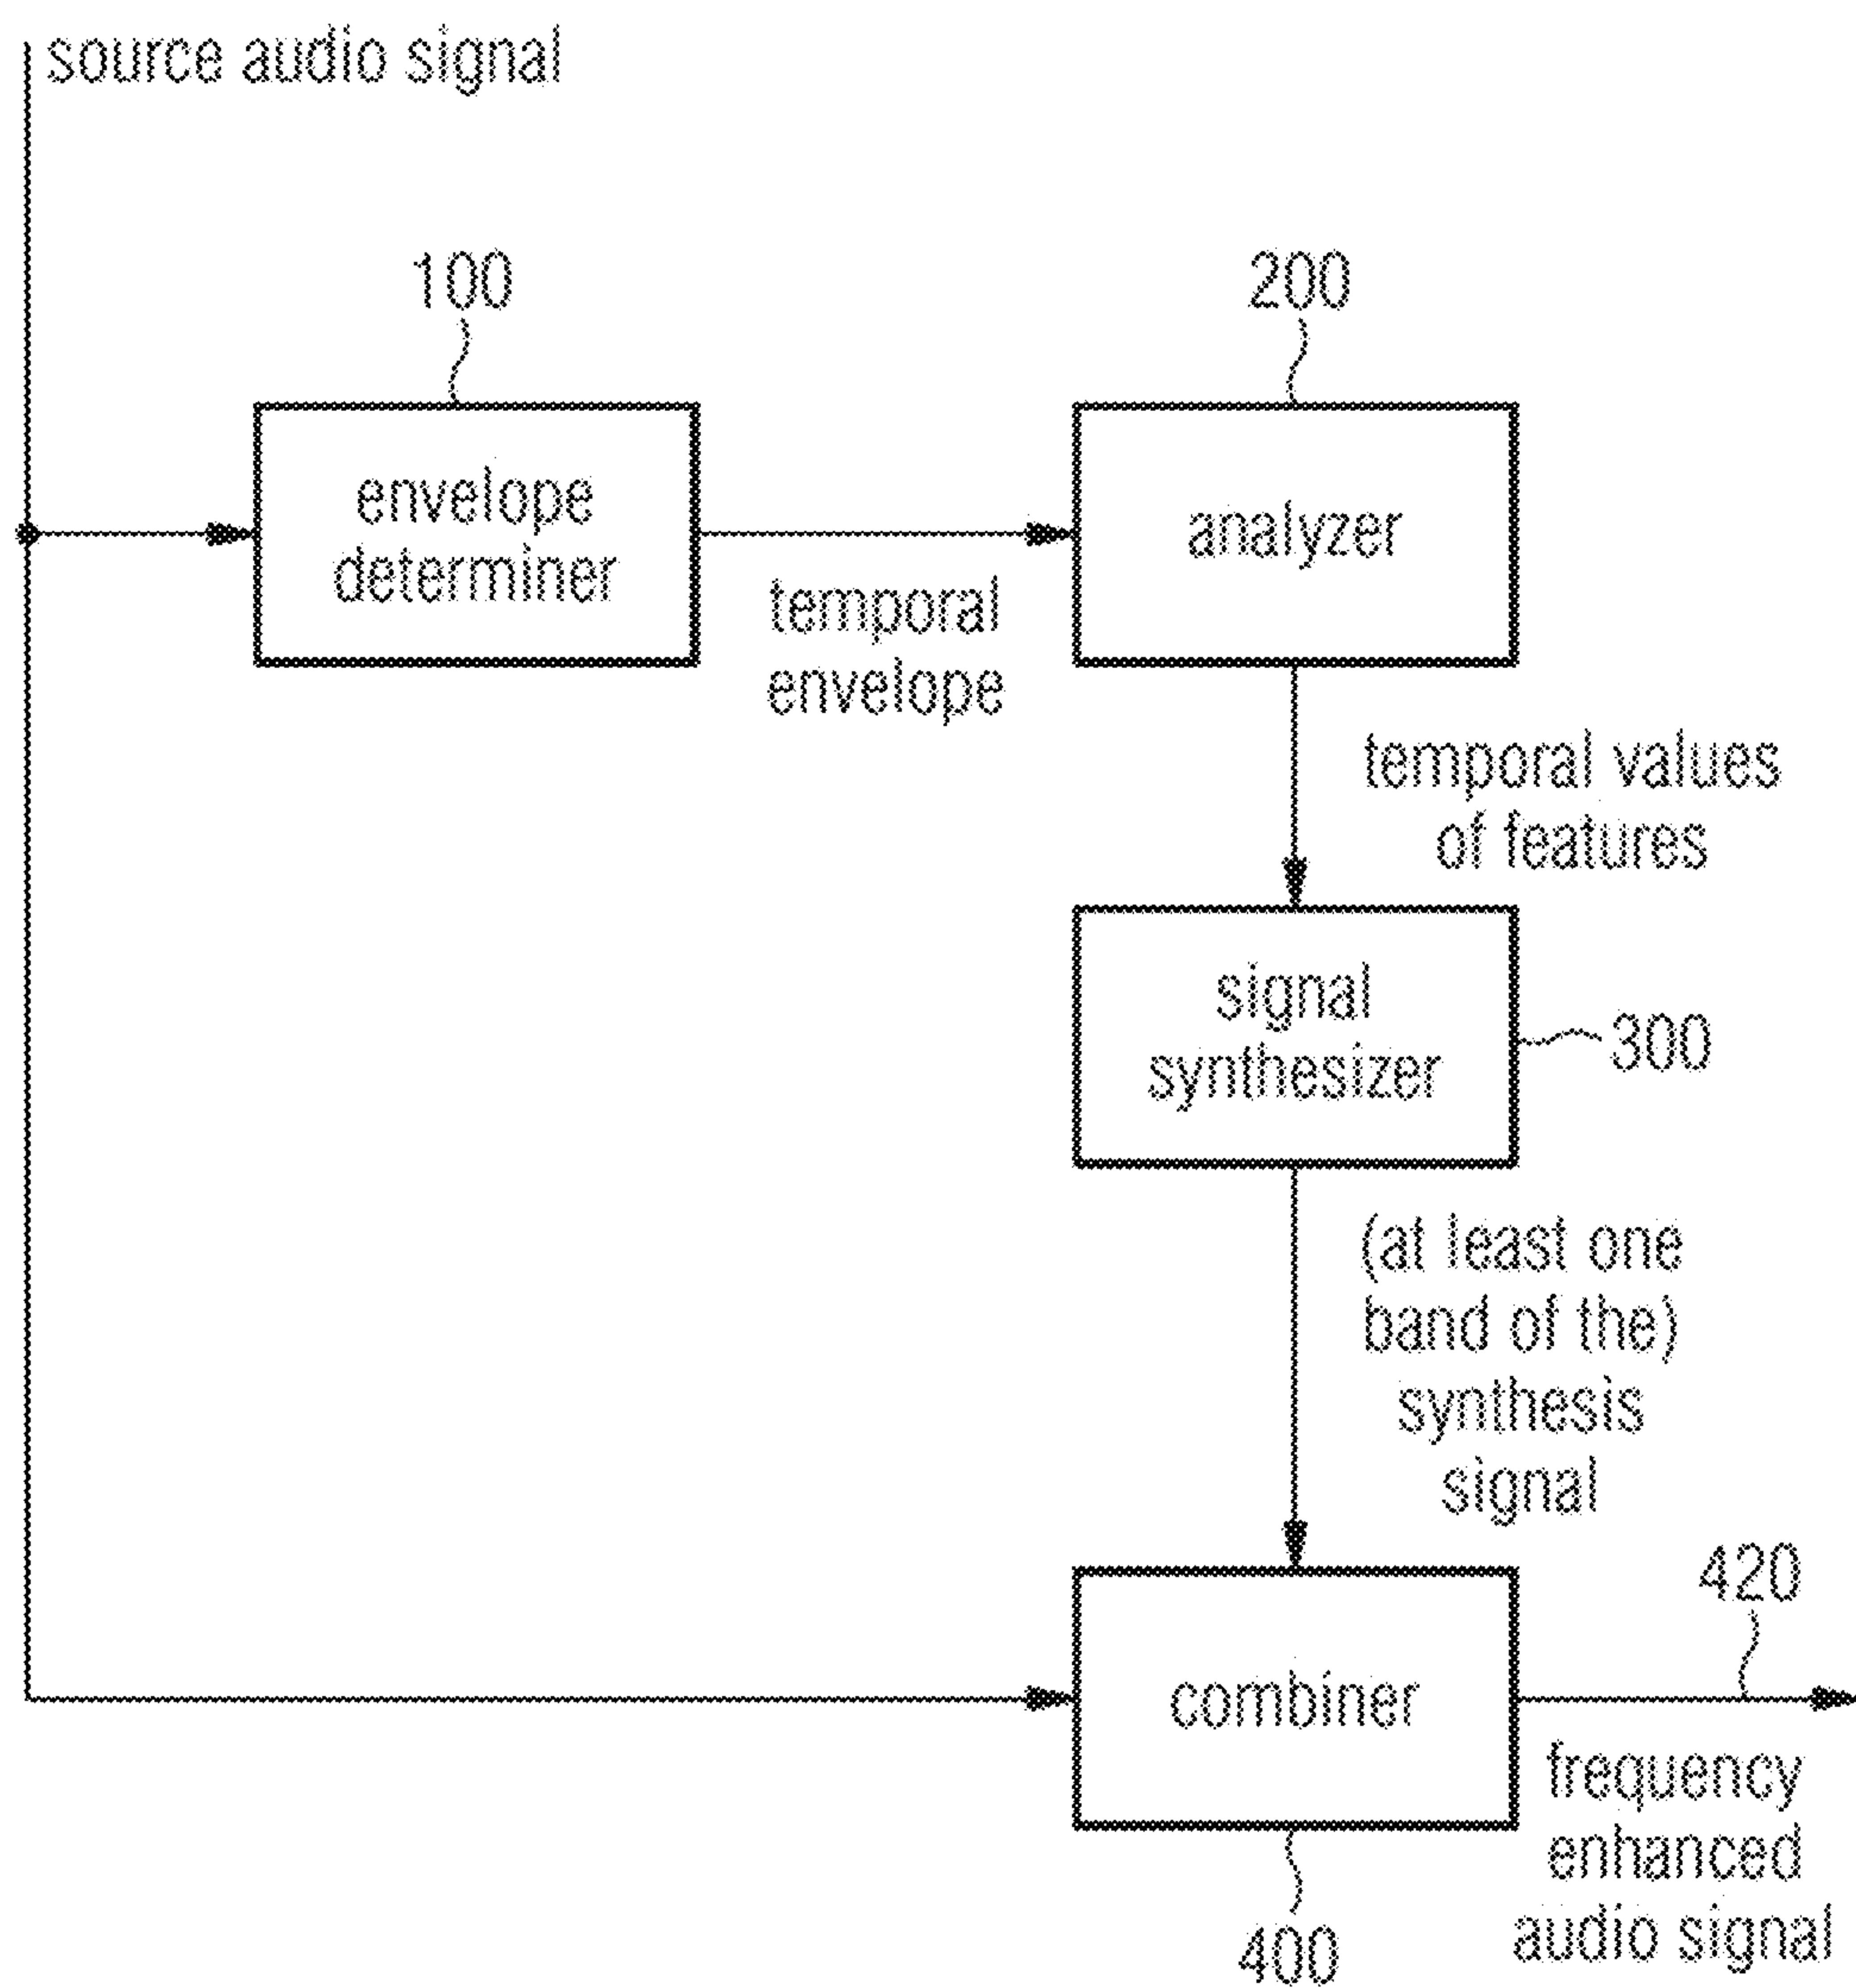 source audio signal
100
200
envelope
determiner
analyzer
temporal
envelope
temporal values
of features
signal
synthesizer
300
(at least one
band of the)
synthesis
signal
420
combiner
frequency
enhanced
audio signal
400